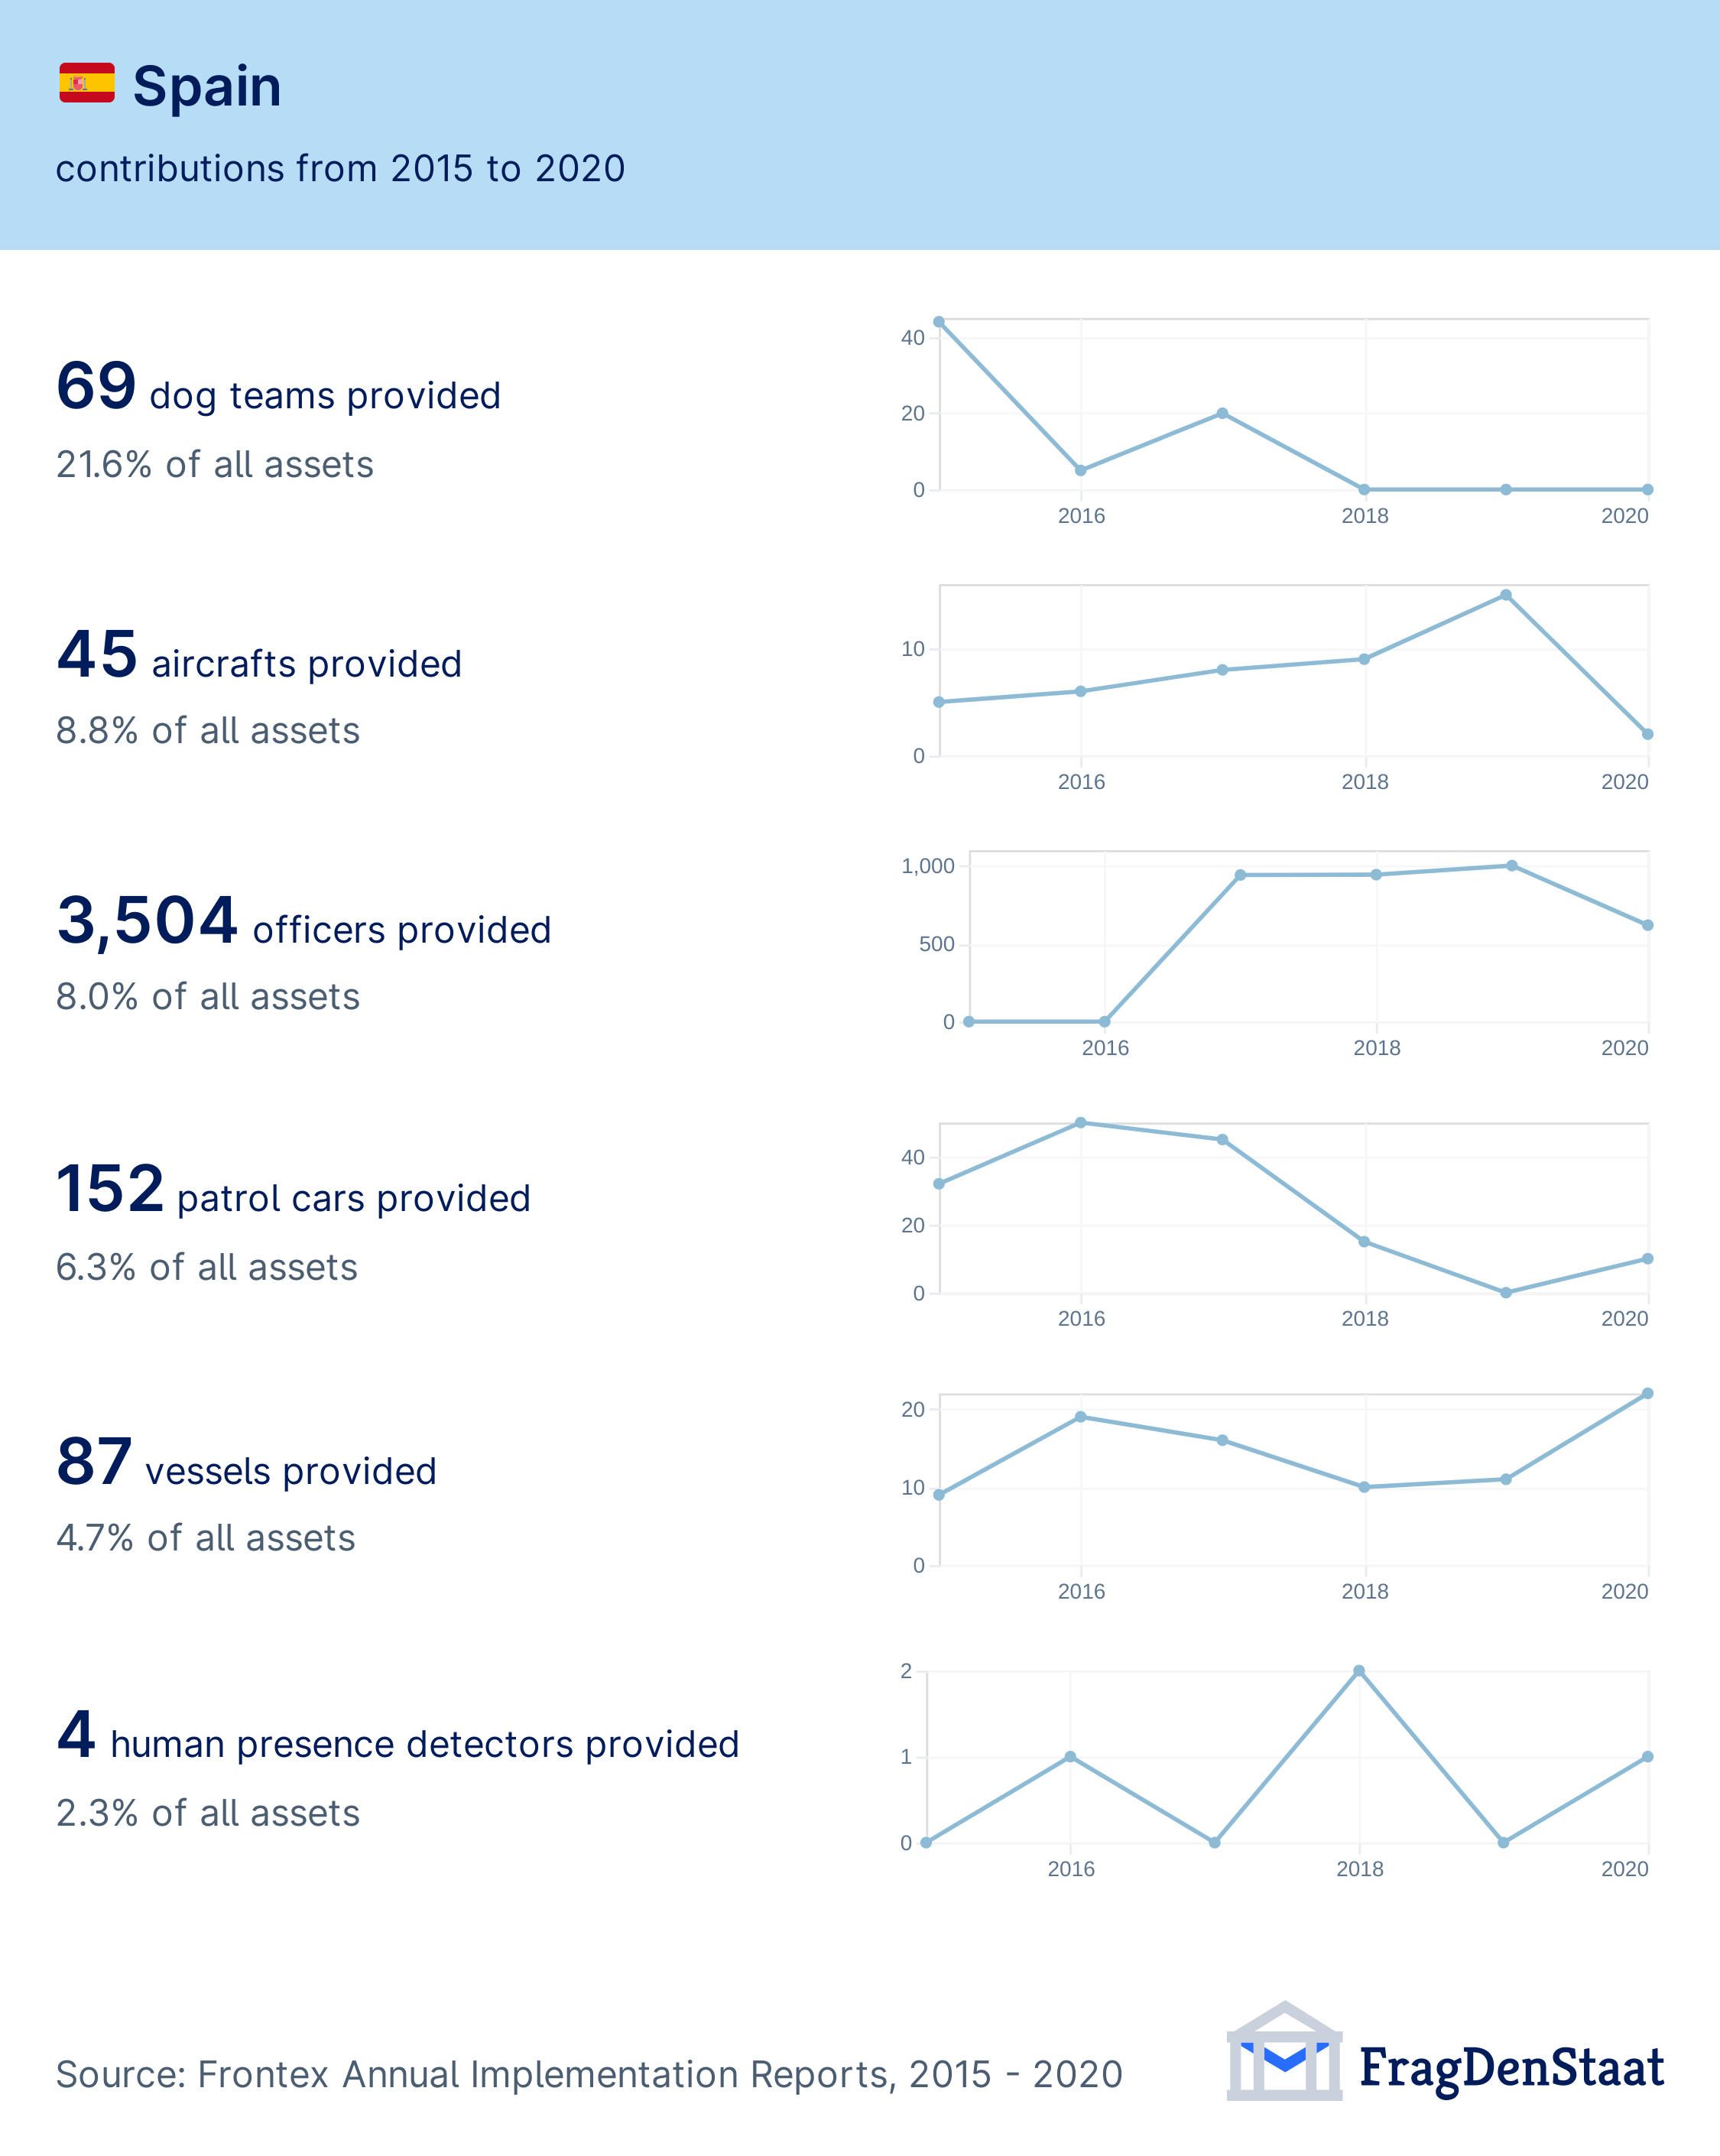 Spain
contributions from 2015 to 2020
69 dog teams provided
21.6% of all assets
40
20
0
2016 2018 2020
45 aircrafts provided
8.8% of all assets
10
0
2016 2018 2020
3,504 officers provided
8.0% of all assets
1,000
500
0
2016 2018 2020
152 patrol cars provided
6.3% of all assets
40
20
0
2016 2018 2020
87 vessels provided
4.7% of all assets
20
10
0
2016 2018 2020
4 human presence detectors provided
2.3% of all assets
2
1
0
2016 2018 2020
Source: Frontex Annual Implementation Reports, 2015 - 2020
FragDenStaat